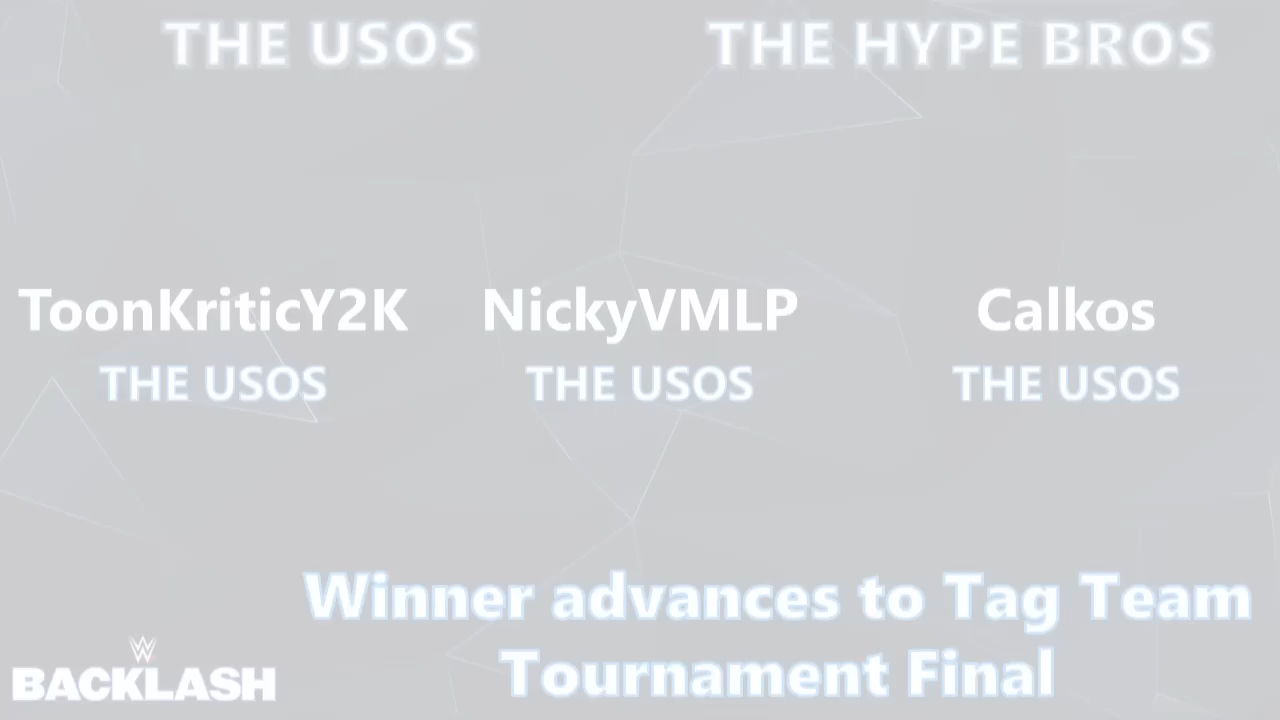 THE USOS THE HYPE BROS
ToonKriticY2K NickyVMLP Calkos
THE USOS THE USOS THE USOS
Winner advances to Tag Team
Tournament Final
W
BACKLASH